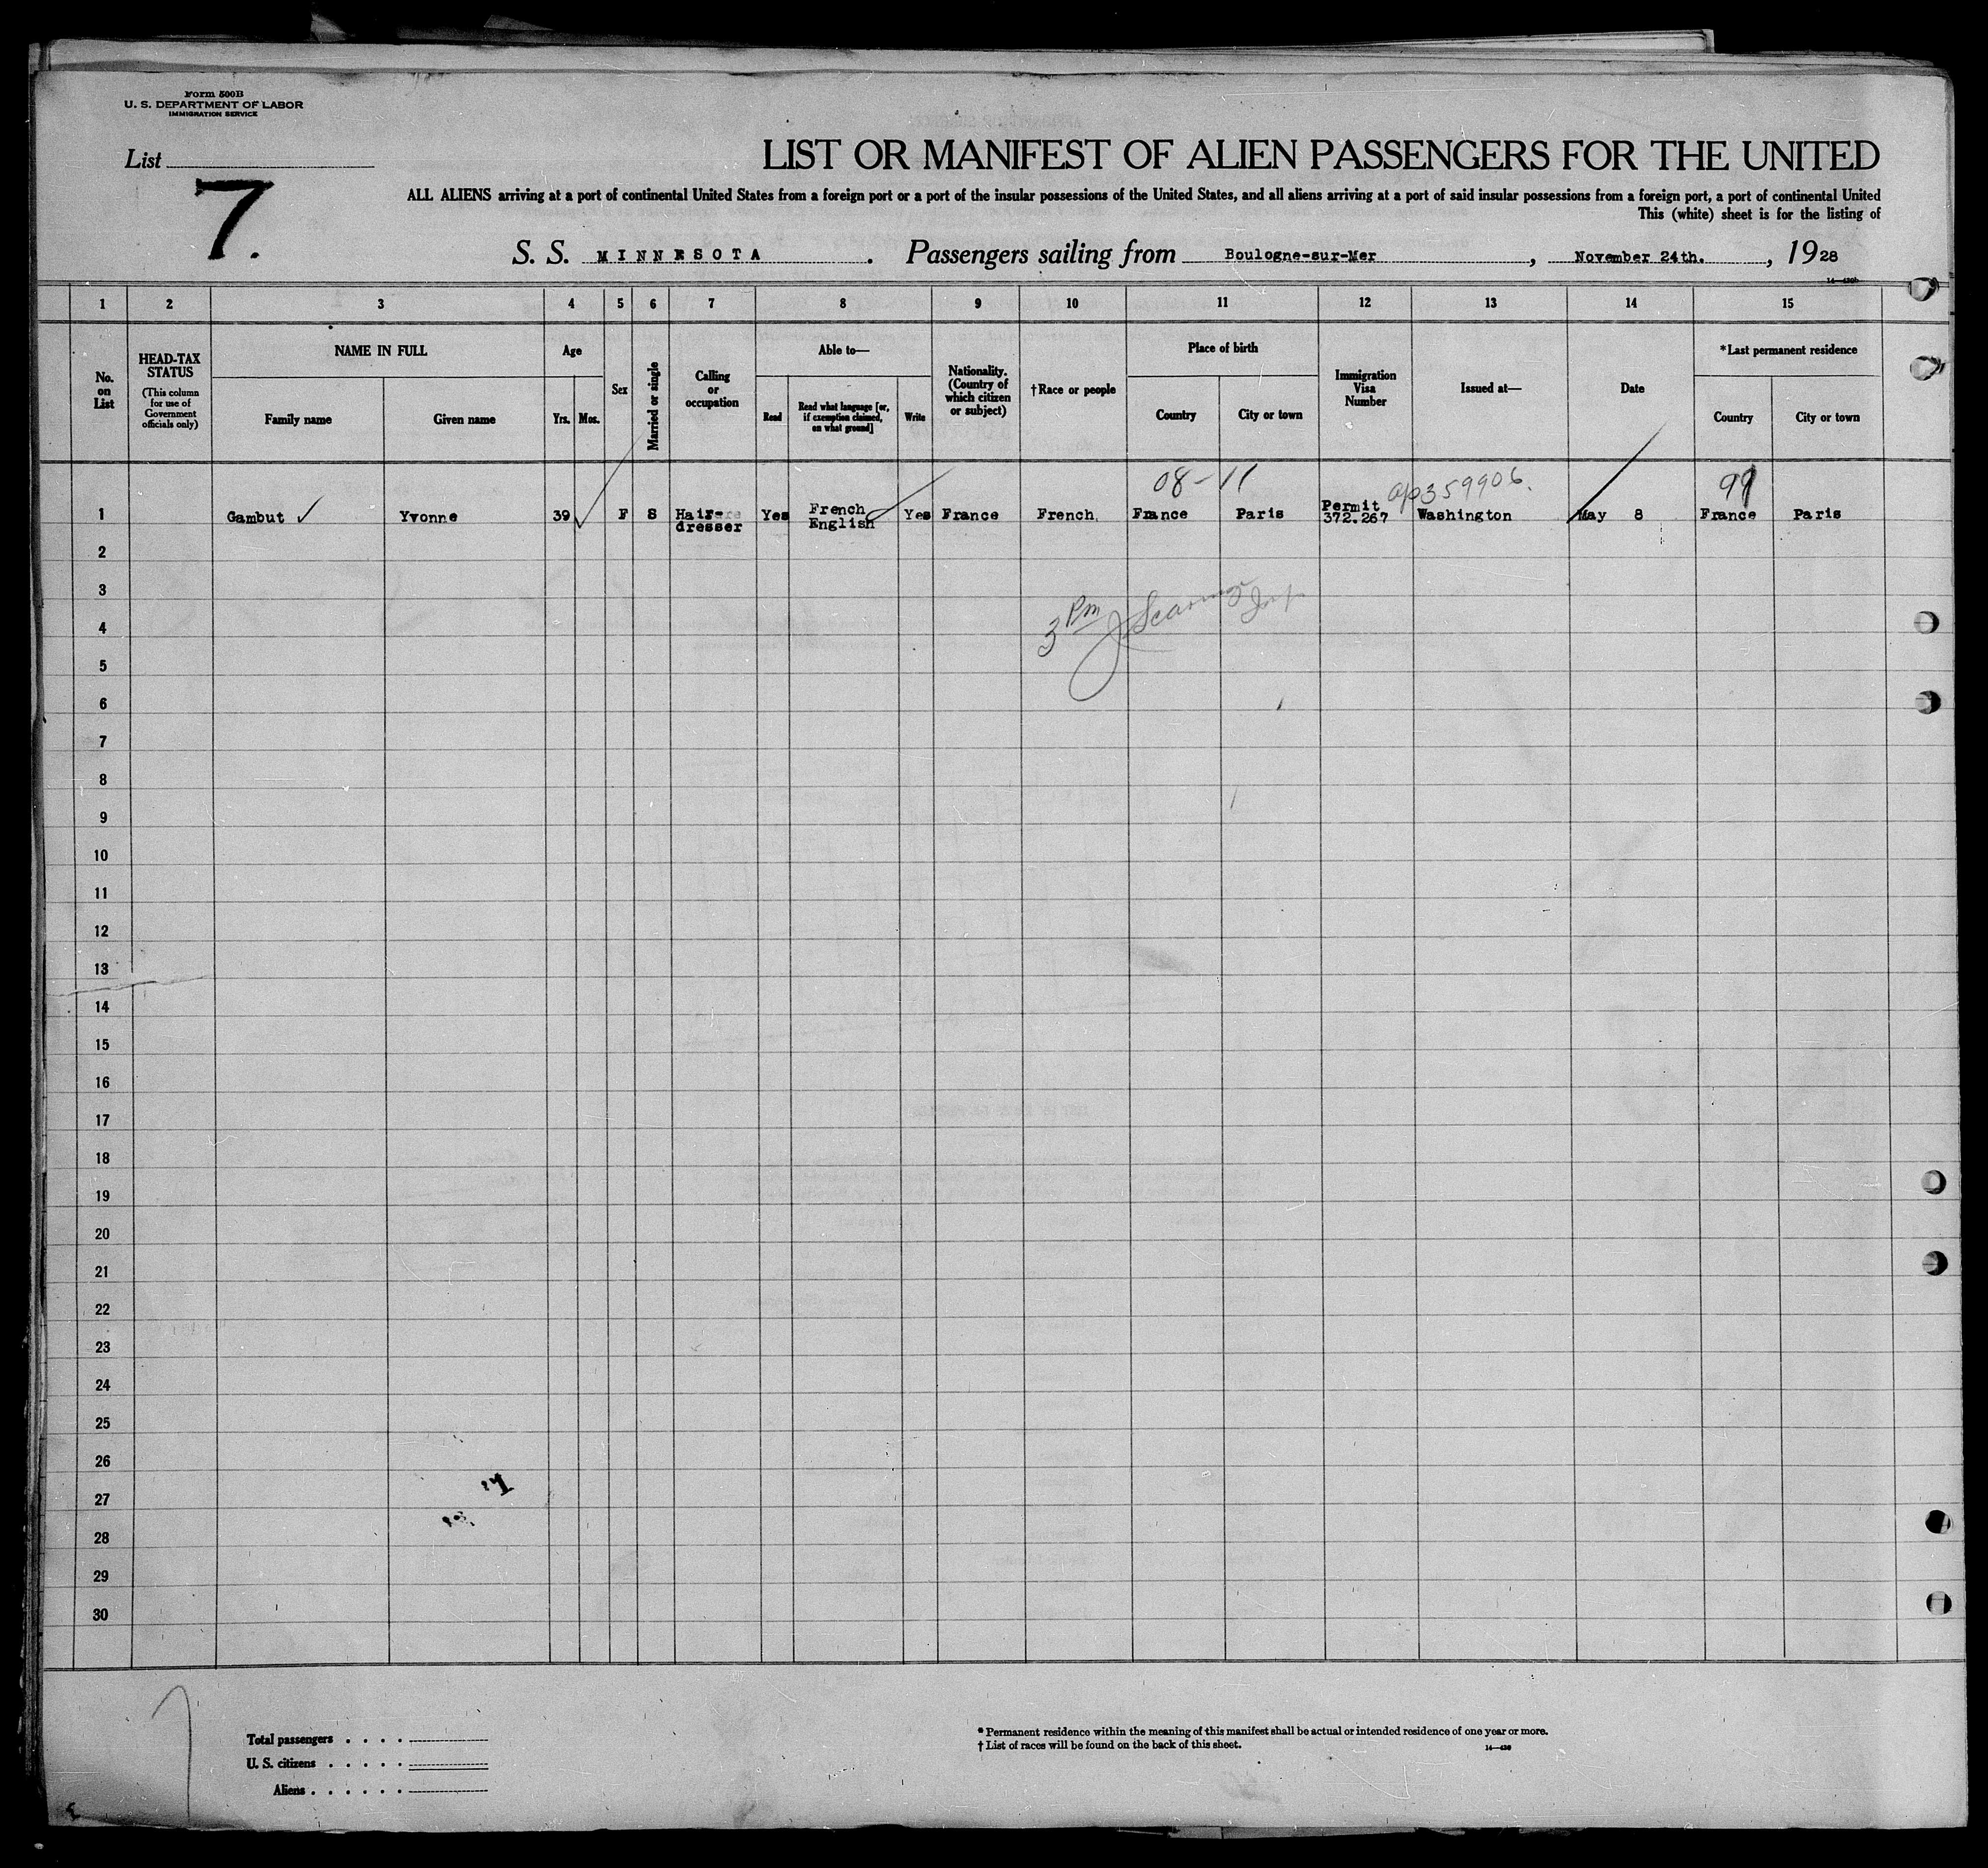 Form 500B
U. S. DEPARTMENT OF LABOR
IMMIGRATION SERVICE
List
7.
LIST OR MANIFEST OF ALIEN PASSENGERS FOR THE UNITED
ALL ALIENS arriving at a port of continental United States from a foreign port or a port of the insular possessions of the United States, and all aliens arriving at a port of said insular possessions from a foreign port, a port of continental United
This (white) sheet is for the listing of
S. S. MINNESOTA. Passengers sailing from Boulogne-sur-Mer, November 24th., 1928
1 2 3 4 5 6 7 8 9 10 11 12 13 14 15
No. on List
HEAD-TAX STATUS
(This column for use of Government officials only)
NAME IN FULL
Family name
Given name
Age
Yrs.
Mos.
Sex
Married or single
Calling or occupation
Able to—
Read
Read what language [or, if exemption claimed, on what ground]
Write
Nationality. (Country of which citizen or subject)
†Race or people
Place of birth
Country
City or town
Immigration Visa Number
Issued at—
Date
*Last permanent residence
Country
City or town
08-11
359906.
99
1 Gambut ✓ Yvonne 39 F S Hair-dresser Yes French English Yes France French France Paris Permit 372.267 Washington May 8 France Paris
2
3
3 Pm
4
5
6
7
8
9
10
11
12
13
14
15
16
17
18
19
20
21
22
23
24
25
26
27
28
29
30
Total passengers . . . .
U. S. citizens . . . . .
Aliens . . . . . .
* Permanent residence within the meaning of this manifest shall be actual or intended residence of one year or more.
† List of races will be found on the back of this sheet.